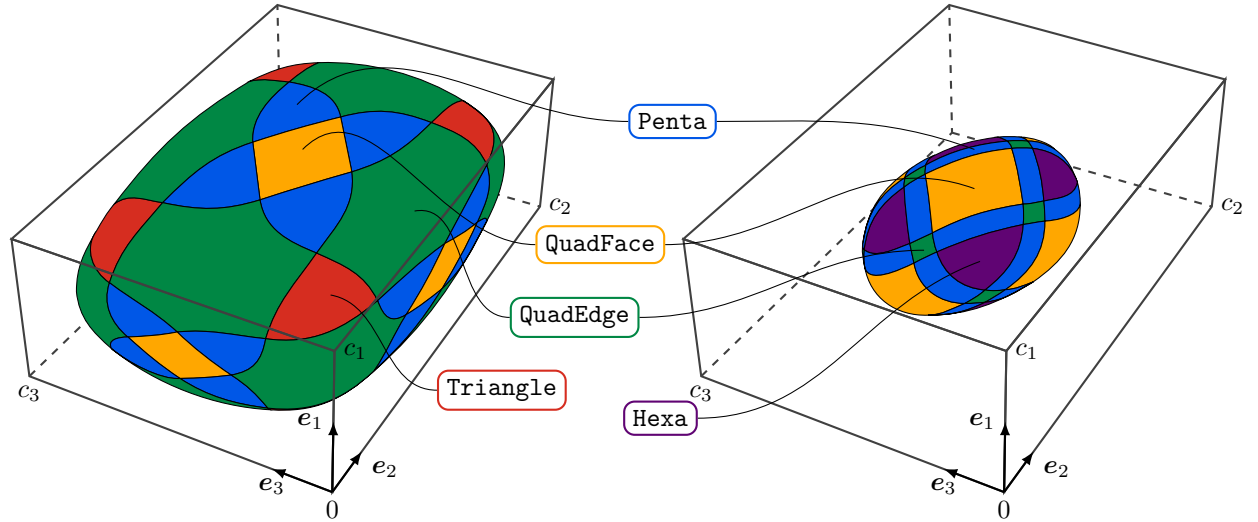 Penta
QuadFace
QuadEdge
Triangle
Hexa
c₁
c₂
c₃
e₁
e₂
e₃
0
c₁
c₂
c₃
e₁
e₂
e₃
0